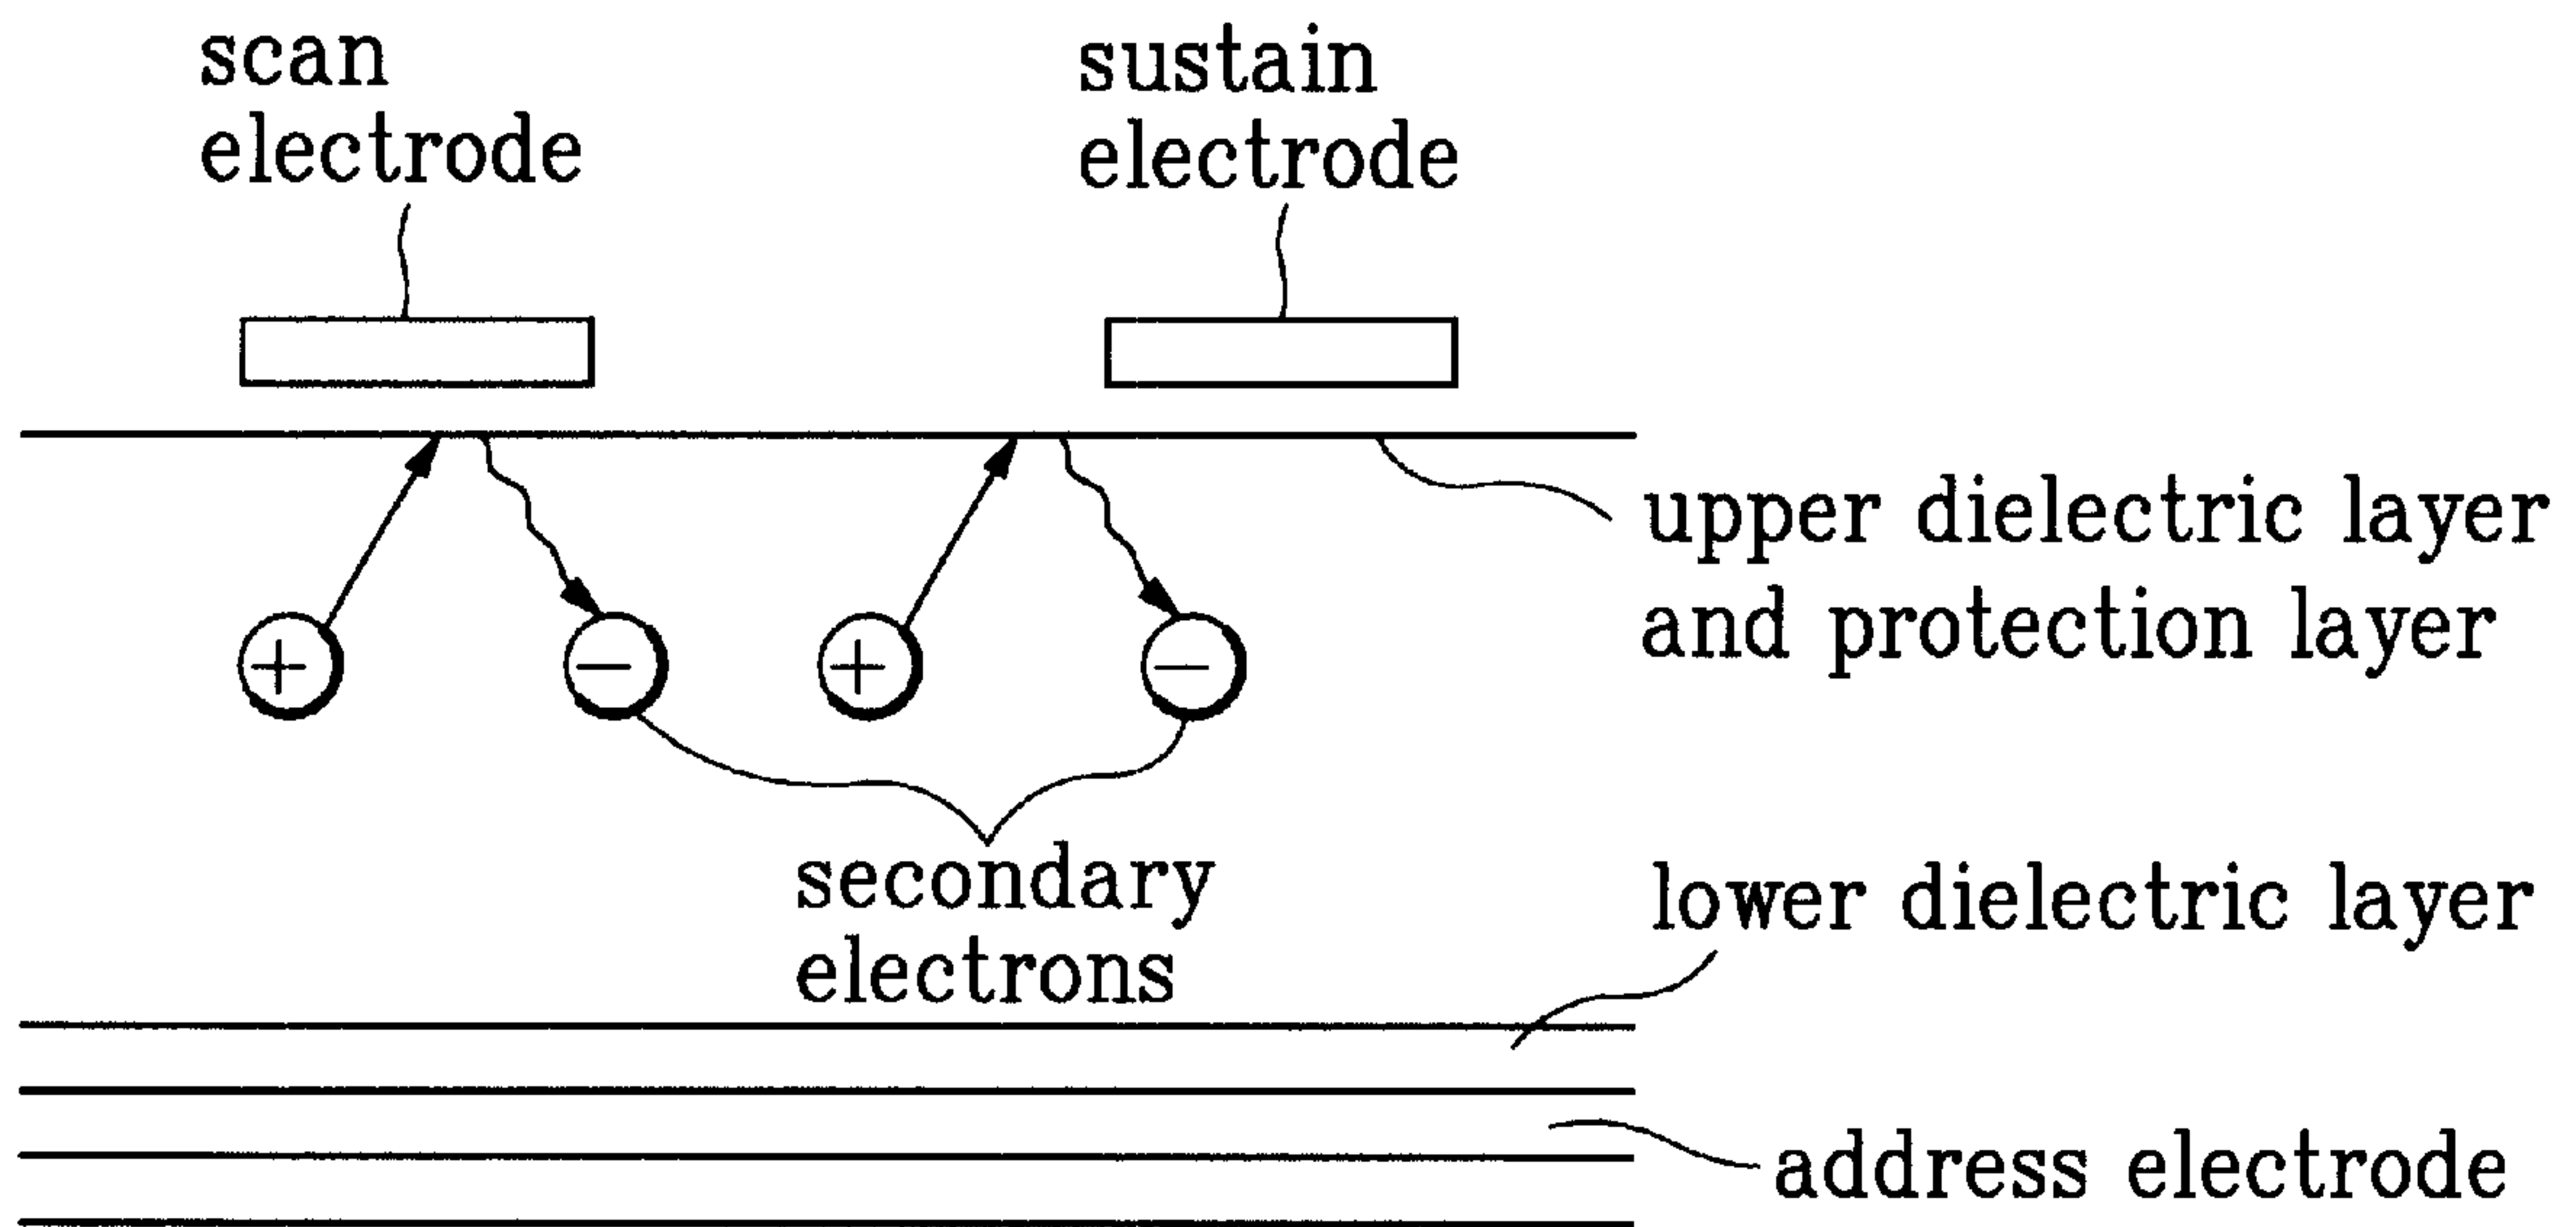 scan
electrode
sustain
electrode
+
−
+
−
upper dielectric layer
and protection layer
secondary
electrons
lower dielectric layer
address electrode